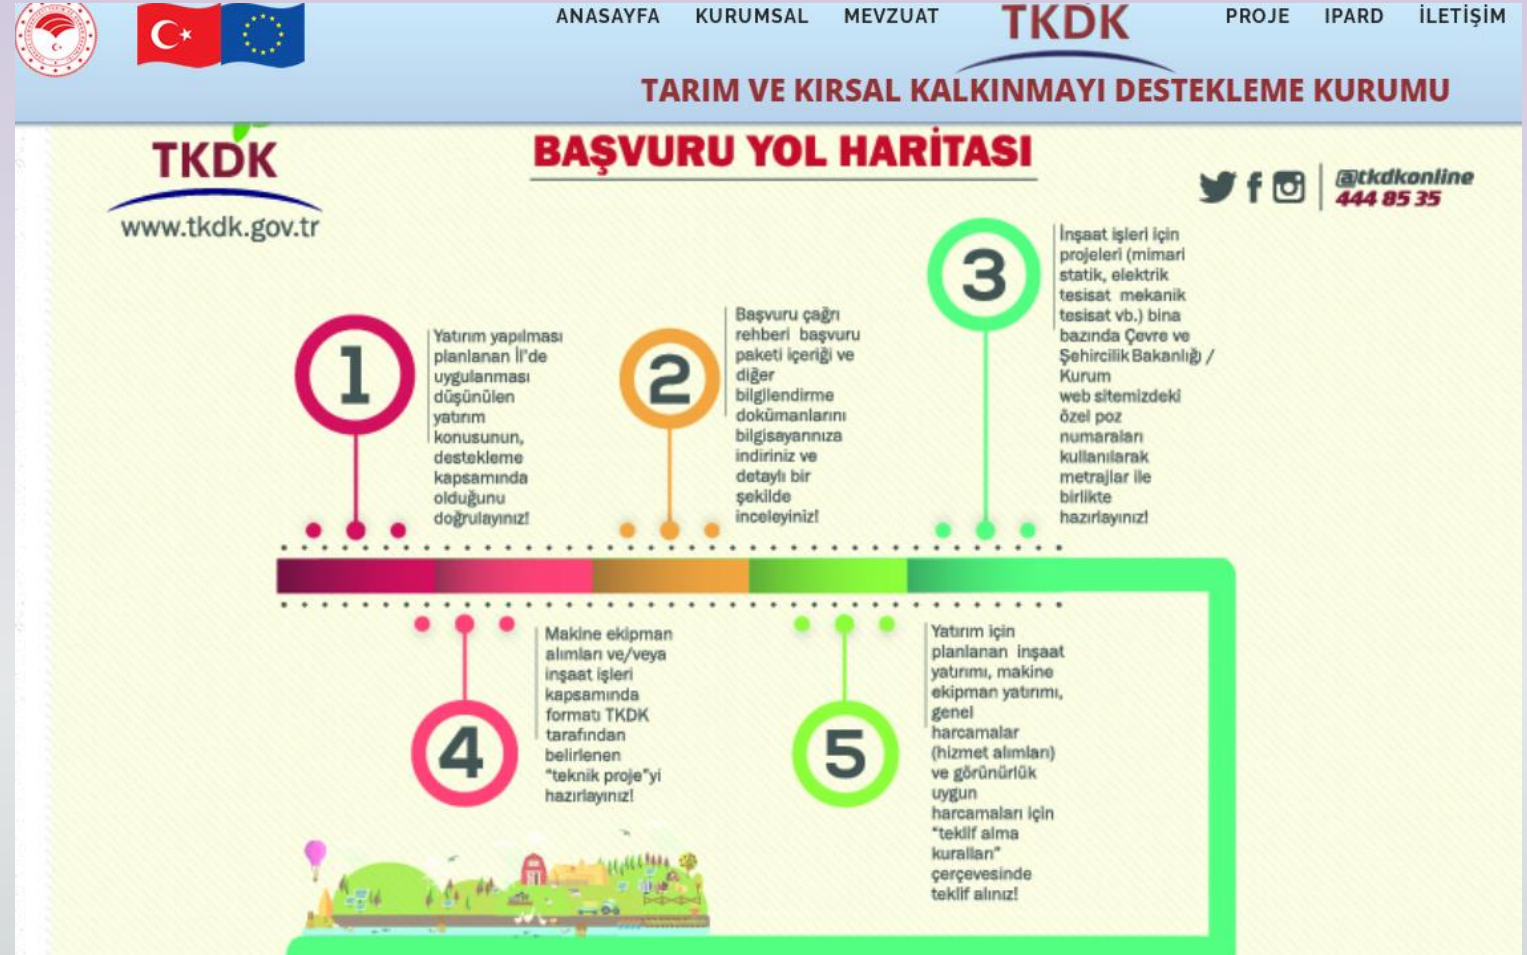 ANASAYFA KURUMSAL MEVZUAT TKDK PROJE IPARD İLETİŞİM
TARIM VE KIRSAL KALKINMAYI DESTEKLEME KURUMU
TKDK
www.tkdk.gov.tr
BAŞVURU YOL HARİTASI
@tkdkonline
444 85 35
1
Yatırım yapılması
planlanan İl'de
uygulanması
düşünülen
yatırım
konusunun,
destekleme
kapsamında
olduğunu
doğrulayınız!
2
Başvuru çağrı
rehberi başvuru
paketi içeriği ve
diğer
bilgilendirme
dokümanlarını
bilgisayarınıza
indiriniz ve
detaylı bir
şekilde
inceleyiniz!
3
İnşaat işleri için
projeleri (mimari
statik, elektrik
tesisat mekanik
tesisat vb.) bina
bazında Çevre ve
Şehircilik Bakanlığı /
Kurum
web sitemizdeki
özel poz
numaraları
kullanılarak
metrajlar ile
birlikte
hazırlayınız!
4
Makine ekipman
alımları ve/veya
inşaat işleri
kapsamında
formatı TKDK
tarafından
belirlenen
"teknik proje"yi
hazırlayınız!
5
Yatırım için
planlanan inşaat
yatırımı, makine
ekipman yatırımı,
genel
harcamalar
(hizmet alımları)
ve görünürlük
uygun
harcamaları için
"teklif alma
kuralları"
çerçevesinde
teklif alınız!